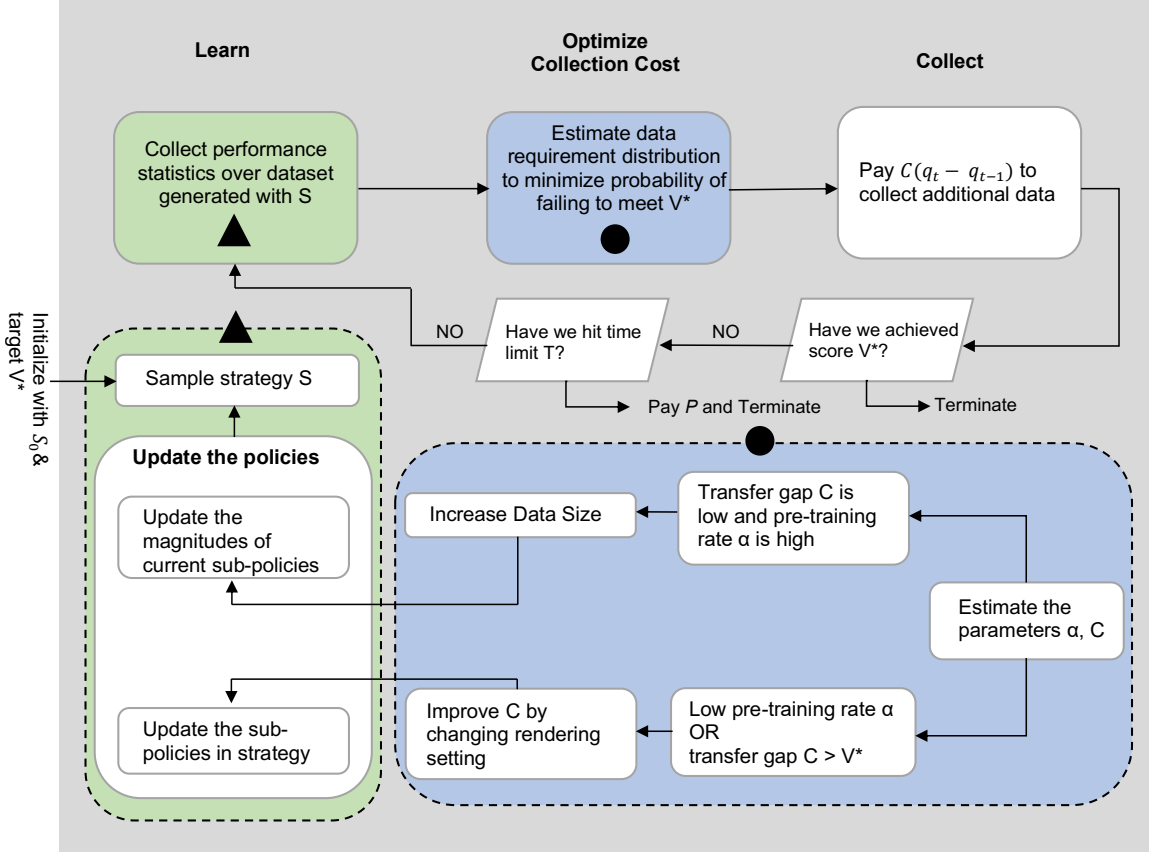 Learn
Optimize
Collection Cost
Collect
Collect performance
statistics over dataset
generated with S
Estimate data
requirement distribution
to minimize probability of
failing to meet V*
Pay C(qₜ − qₜ₋₁) to
collect additional data
NO
Have we hit time
limit T?
NO
Have we achieved
score V*?
Pay P and Terminate
Terminate
Initialize with S₀ &
target V*
Sample strategy S
Update the policies
Update the
magnitudes of
current sub-policies
Update the sub-
policies in strategy
Increase Data Size
Transfer gap C is
low and pre-training
rate α is high
Estimate the
parameters α, C
Improve C by
changing rendering
setting
Low pre-training rate α
OR
transfer gap C > V*